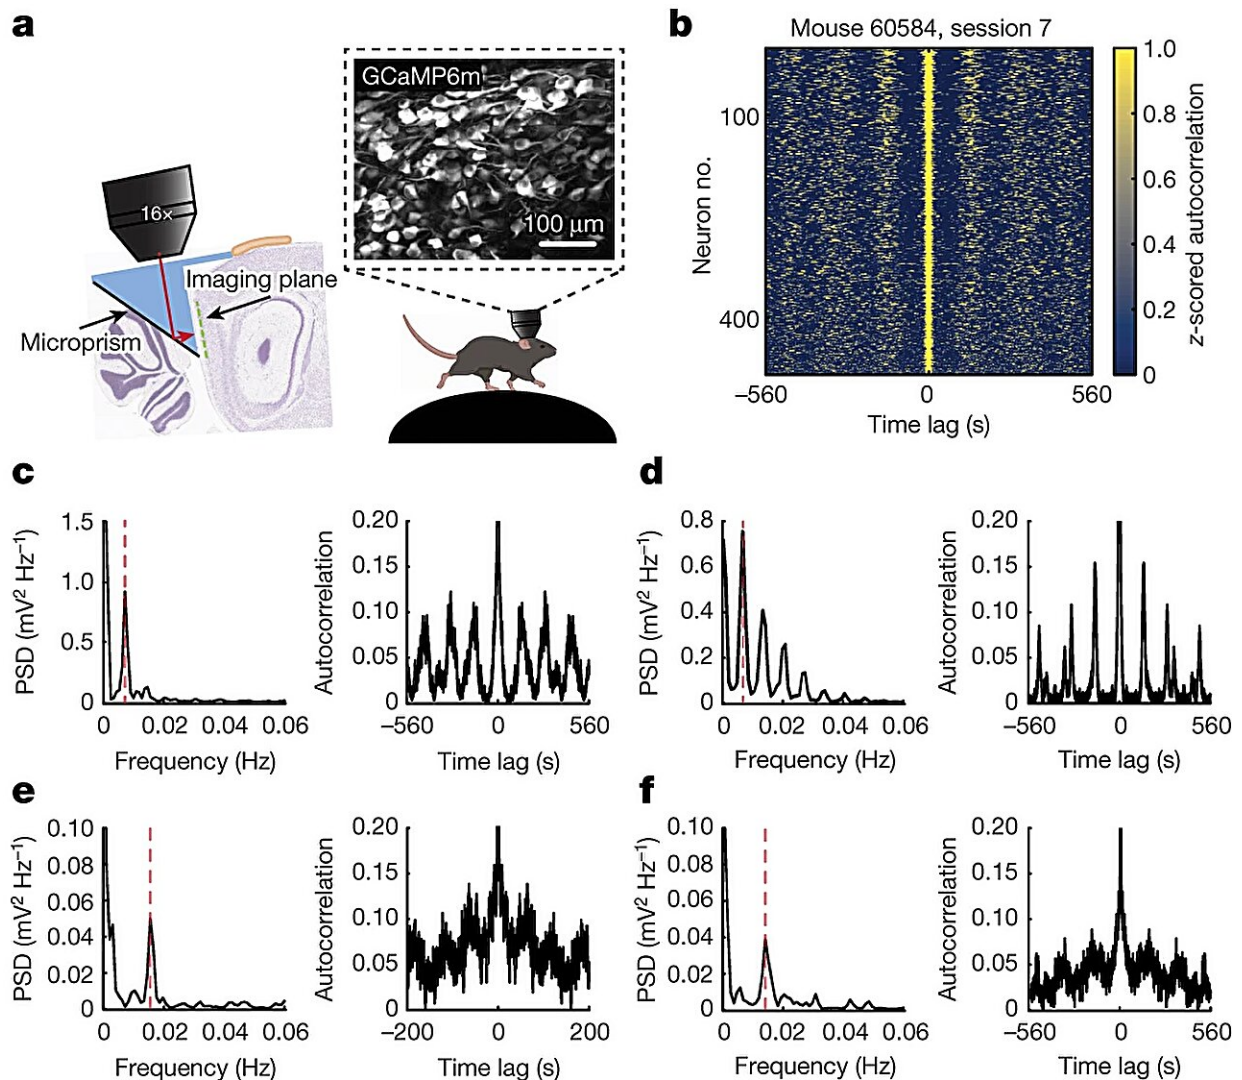 a
GCaMP6m
100 μm
16×
Imaging plane
Microprism
b
Mouse 60584, session 7
Neuron no.
100
400
–560
0
560
Time lag (s)
1.0
0.8
0.6
0.4
0.2
0
z-scored autocorrelation
c
PSD (mV² Hz⁻¹)
1.5
1.0
0.5
0
0 0.02 0.04 0.06
Frequency (Hz)
Autocorrelation
0.20
0.15
0.10
0.05
0
–560 0 560
Time lag (s)
d
PSD (mV² Hz⁻¹)
0.8
0.6
0.4
0.2
0
0 0.02 0.04 0.06
Frequency (Hz)
Autocorrelation
0.20
0.15
0.10
0.05
0
–560 0 560
Time lag (s)
e
PSD (mV² Hz⁻¹)
0.10
0.08
0.06
0.04
0.02
0
0 0.02 0.04 0.06
Frequency (Hz)
Autocorrelation
0.20
0.15
0.10
0.05
0
–200 0 200
Time lag (s)
f
PSD (mV² Hz⁻¹)
0.10
0.08
0.06
0.04
0.02
0
0 0.02 0.04 0.06
Frequency (Hz)
Autocorrelation
0.20
0.15
0.10
0.05
0
–560 0 560
Time lag (s)